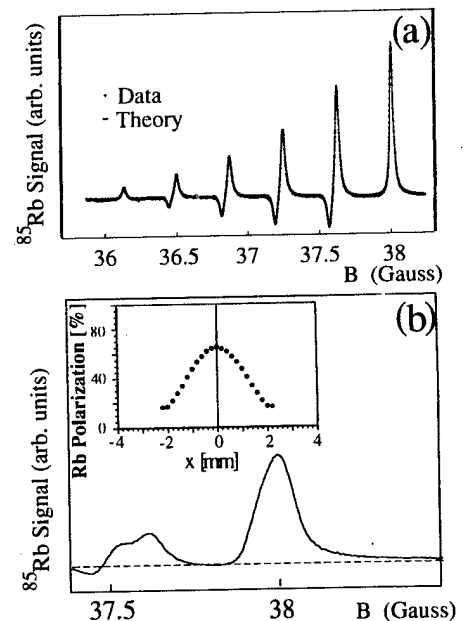 (a)
⁸⁵Rb Signal (arb. units)
· Data
- Theory
36 36.5 37 37.5 38
B (Gauss)
(b)
⁸⁵Rb Signal (arb. units)
Rb Polarization [%]
80
40
0
-4 -2 0 2 4
x [mm]
37.5 38 B (Gauss)